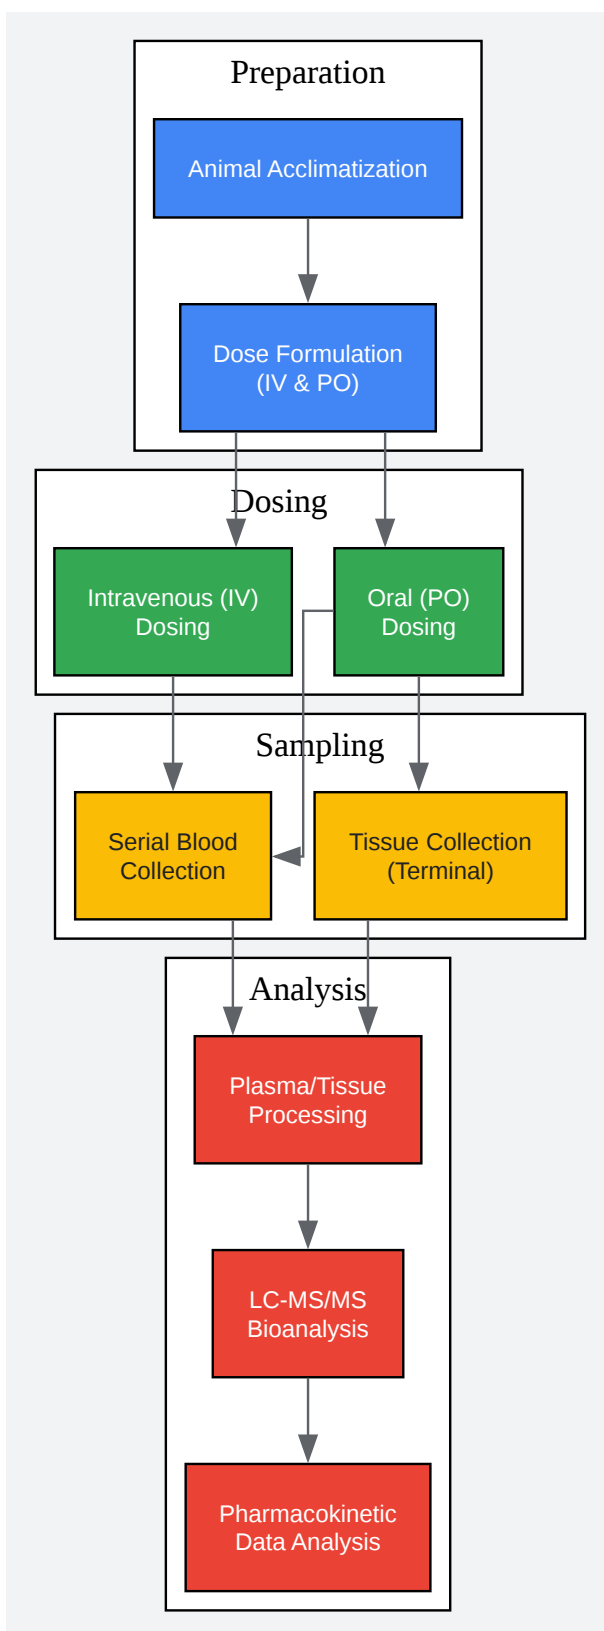 Preparation
Animal Acclimatization
Dose Formulation
(IV & PO)
Dosing
Intravenous (IV)
Dosing
Oral (PO)
Dosing
Sampling
Serial Blood
Collection
Tissue Collection
(Terminal)
Analysis
Plasma/Tissue
Processing
LC-MS/MS
Bioanalysis
Pharmacokinetic
Data Analysis